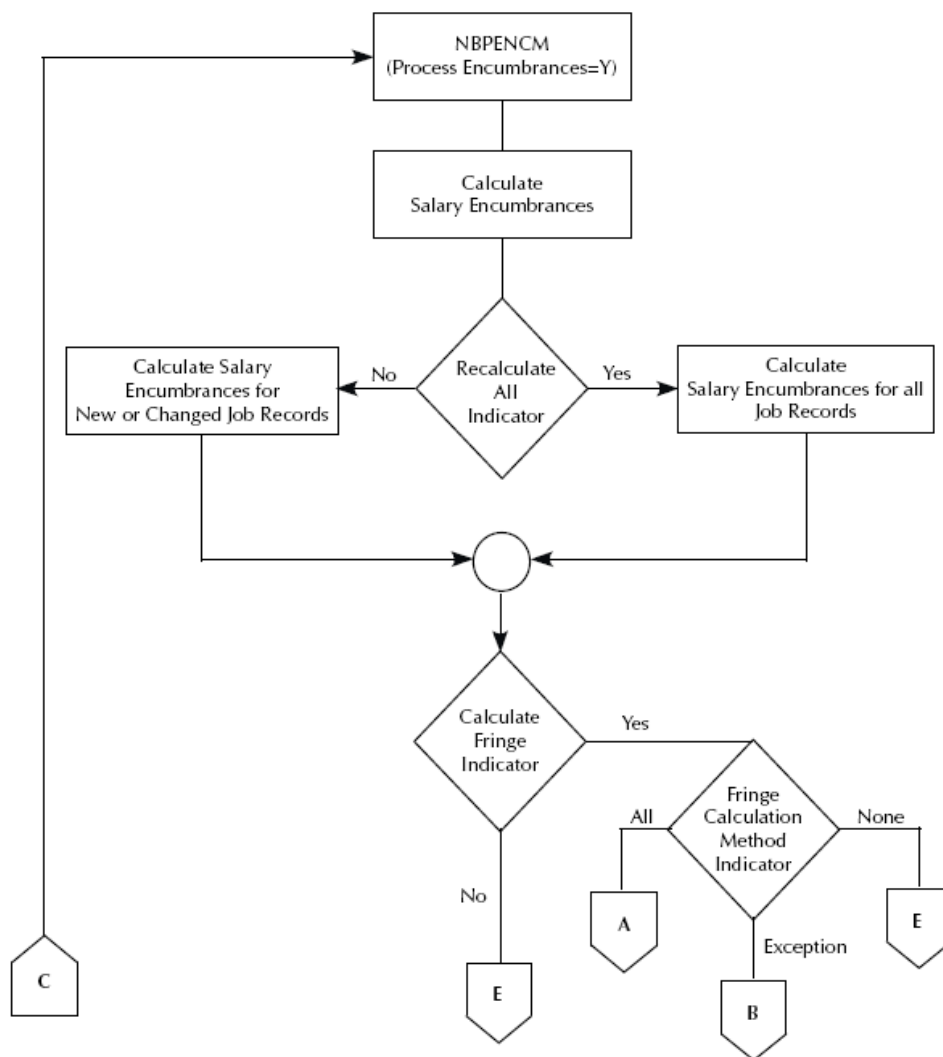 NBPENCM
(Process Encumbrances=Y)
Calculate
Salary Encumbrances
Calculate Salary
Encumbrances for
New or Changed Job Records
No
Recalculate
All
Indicator
Yes
Calculate
Salary Encumbrances for all
Job Records
Calculate
Fringe
Indicator
Yes
No
Fringe
Calculation
Method
Indicator
All
None
Exception
A
E
B
E
C